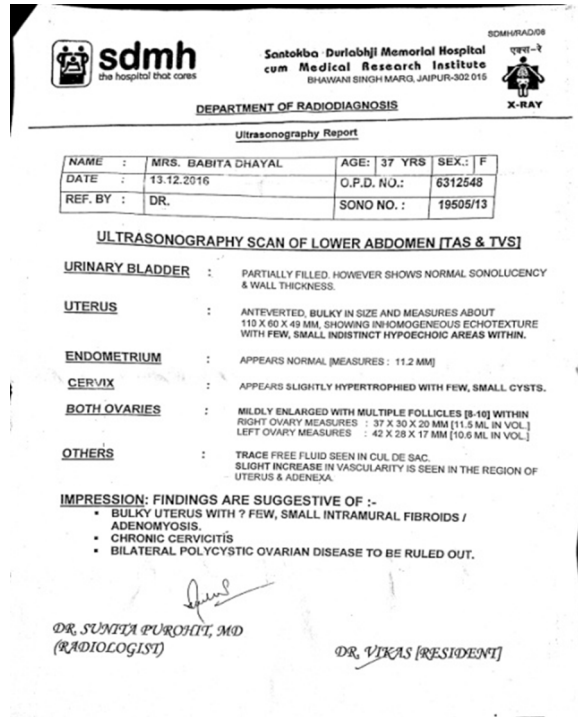 SDMH/RAD/06
sdmh
the hospital that cares
Santokba Durlabhji Memorial Hospital
cum Medical Research Institute
BHAWANI SINGH MARG, JAIPUR-302 015
एक्स-रे
X-RAY
DEPARTMENT OF RADIODIAGNOSIS
Ultrasonography Report
NAME : MRS. BABITA DHAYAL AGE: 37 YRS SEX.: F
DATE : 13.12.2016 O.P.D. NO.: 6312548
REF. BY : DR. SONO NO. : 19505/13
ULTRASONOGRAPHY SCAN OF LOWER ABDOMEN [TAS & TVS]
URINARY BLADDER : PARTIALLY FILLED. HOWEVER SHOWS NORMAL SONOLUCENCY
& WALL THICKNESS.
UTERUS : ANTEVERTED, BULKY IN SIZE AND MEASURES ABOUT
110 X 60 X 49 MM, SHOWING INHOMOGENEOUS ECHOTEXTURE
WITH FEW, SMALL INDISTINCT HYPOECHOIC AREAS WITHIN.
ENDOMETRIUM : APPEARS NORMAL [MEASURES : 11.2 MM]
CERVIX : APPEARS SLIGHTLY HYPERTROPHIED WITH FEW, SMALL CYSTS.
BOTH OVARIES : MILDLY ENLARGED WITH MULTIPLE FOLLICLES [8-10] WITHIN
RIGHT OVARY MEASURES : 37 X 30 X 20 MM [11.5 ML IN VOL.]
LEFT OVARY MEASURES : 42 X 28 X 17 MM [10.6 ML IN VOL.]
OTHERS : TRACE FREE FLUID SEEN IN CUL DE SAC.
SLIGHT INCREASE IN VASCULARITY IS SEEN IN THE REGION OF
UTERUS & ADENEXA.
IMPRESSION: FINDINGS ARE SUGGESTIVE OF :-
▪ BULKY UTERUS WITH ? FEW, SMALL INTRAMURAL FIBROIDS /
ADENOMYOSIS.
▪ CHRONIC CERVICITIS
▪ BILATERAL POLYCYSTIC OVARIAN DISEASE TO BE RULED OUT.
DR. SUNITA PUROHIT, MD
(RADIOLOGIST)
DR. VIKAS [RESIDENT]